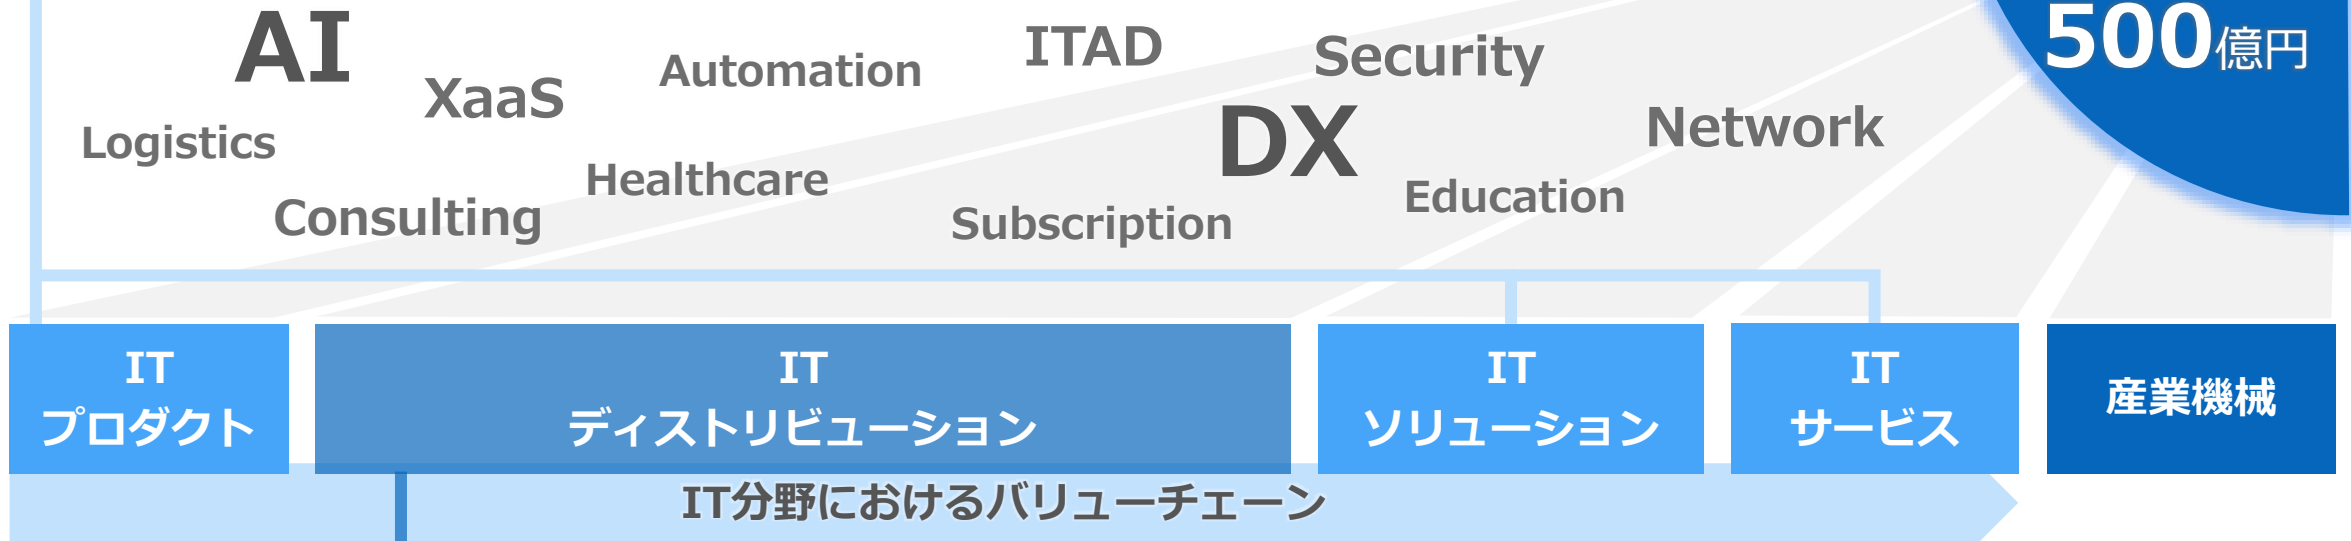 AI
ITAD
Security
500億円
XaaS
Automation
DX
Network
Logistics
Healthcare
Education
Consulting
Subscription
IT
プロダクト
IT
ディストリビューション
IT
ソリューション
IT
サービス
産業機械
IT分野におけるバリューチェーン